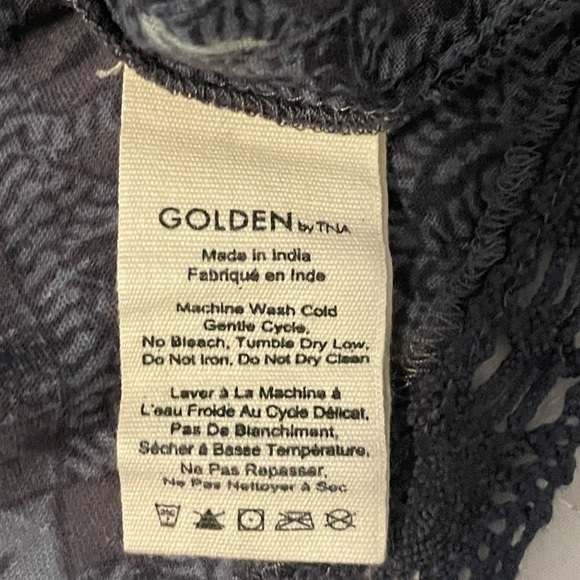 GOLDEN by TNA
Made in India
Fabriqué en Inde
Machine Wash Cold
Gentle Cycle,
No Bleach, Tumble Dry Low,
Do Not Iron, Do Not Dry Clean
Laver à La Machine à
L'eau Froide Au Cycle Délicat,
Pas De Blanchimant,
Sécher à Basse Température,
Ne Pas Repasser,
Ne Pas Nettoyer à Sec